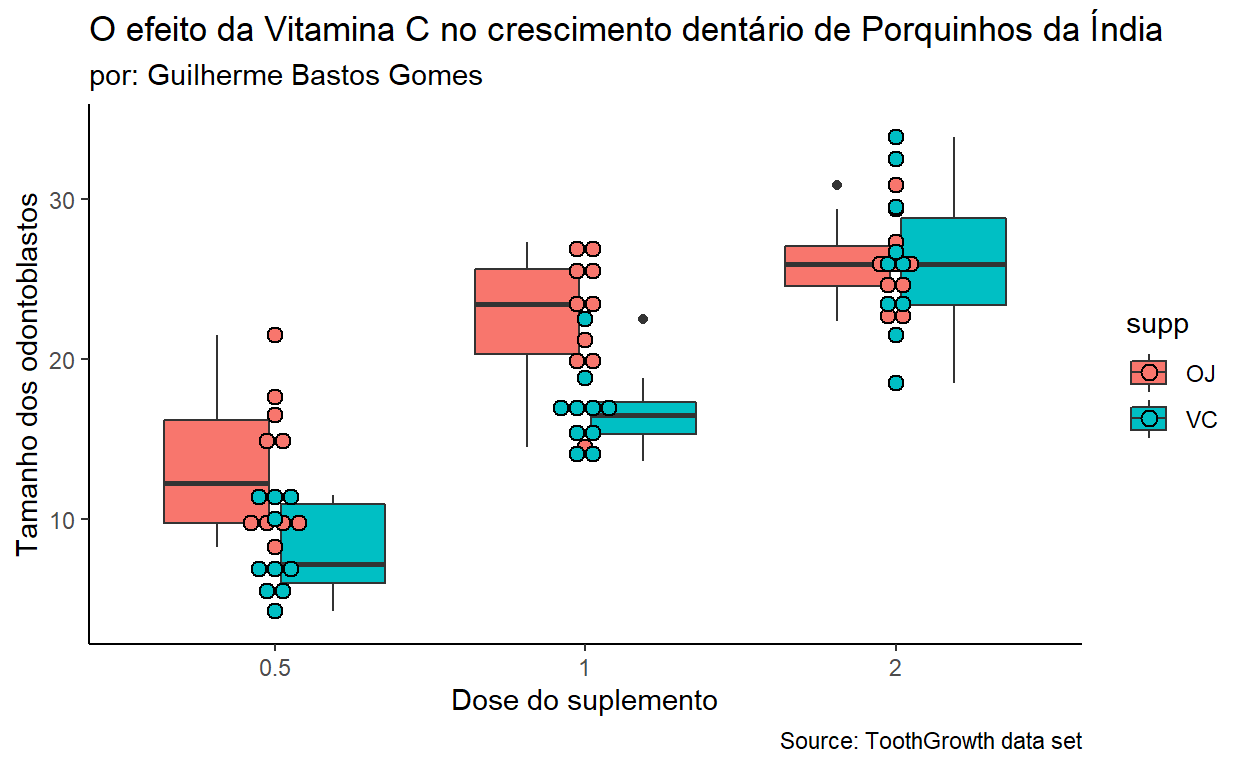 O efeito da Vitamina C no crescimento dentário de Porquinhos da Índia
por: Guilherme Bastos Gomes
Tamanho dos odontoblastos
30
20
10
0.5
1
2
Dose do suplemento
supp
OJ
VC
Source: ToothGrowth data set